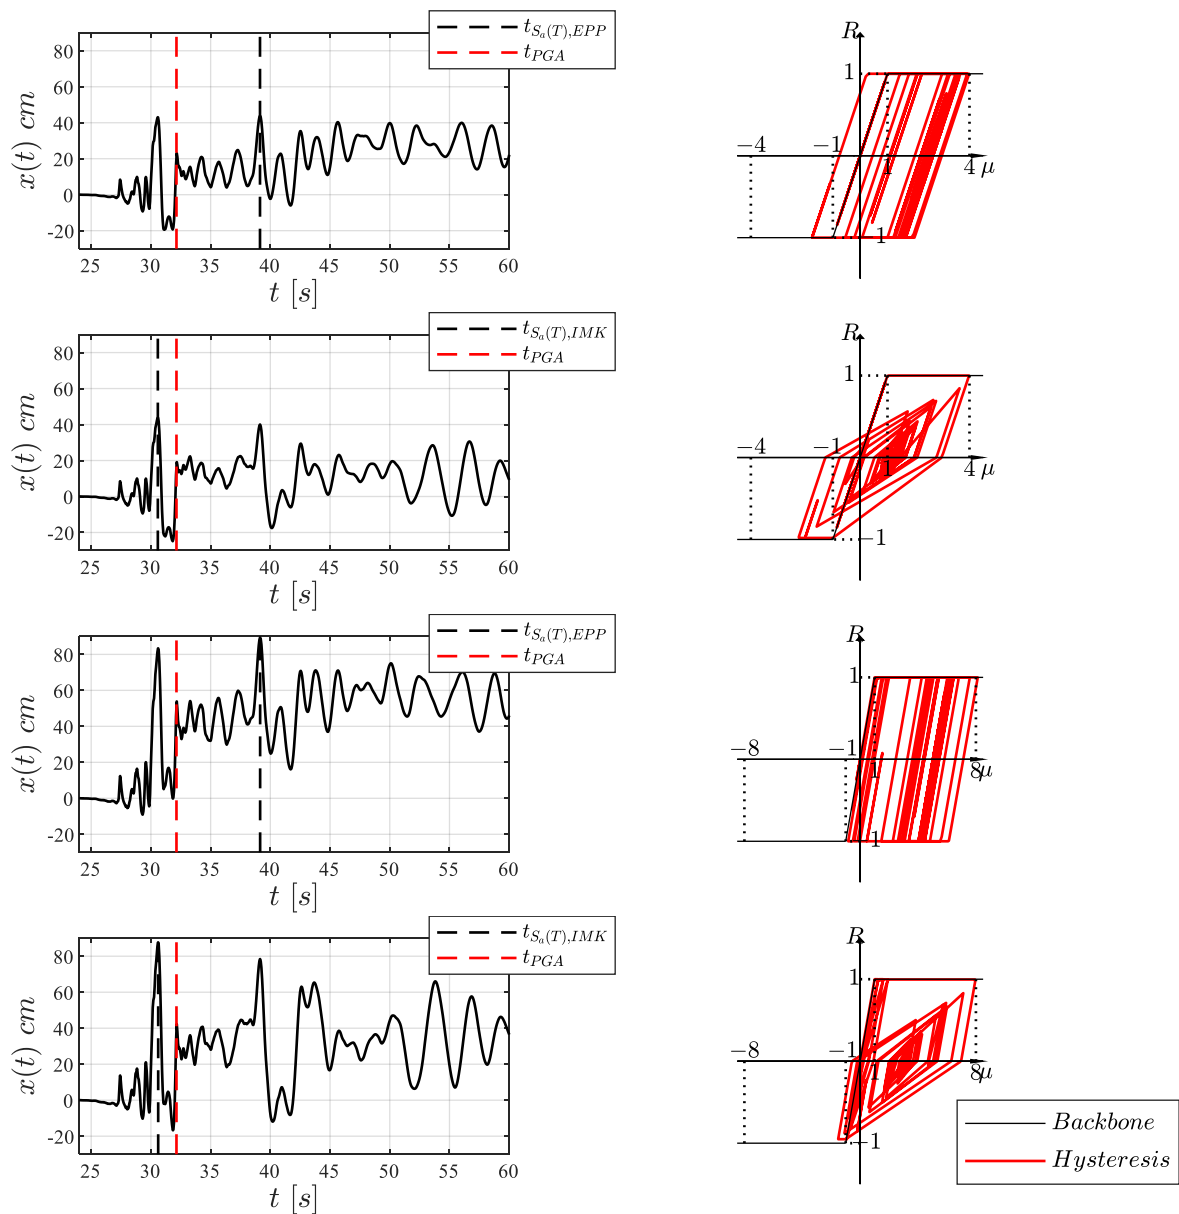 t_{S_a(T),EPP}
t_{PGA}
80
60
40
20
0
-20
x(t) cm
25 30 35 40 45 50 55 60
t [s]
R
1
−4 −1
1 4 μ
1
t_{S_a(T),IMK}
t_{PGA}
80
60
40
20
0
-20
x(t) cm
25 30 35 40 45 50 55 60
t [s]
R
1
−4 −1
1 4 μ
−1
t_{S_a(T),EPP}
t_{PGA}
80
60
40
20
0
-20
x(t) cm
25 30 35 40 45 50 55 60
t [s]
R
1
−8 −1
1 8 μ
1
t_{S_a(T),IMK}
t_{PGA}
80
60
40
20
0
-20
x(t) cm
25 30 35 40 45 50 55 60
t [s]
R
1
−8 −1
1 8 μ
−1
Backbone
Hysteresis